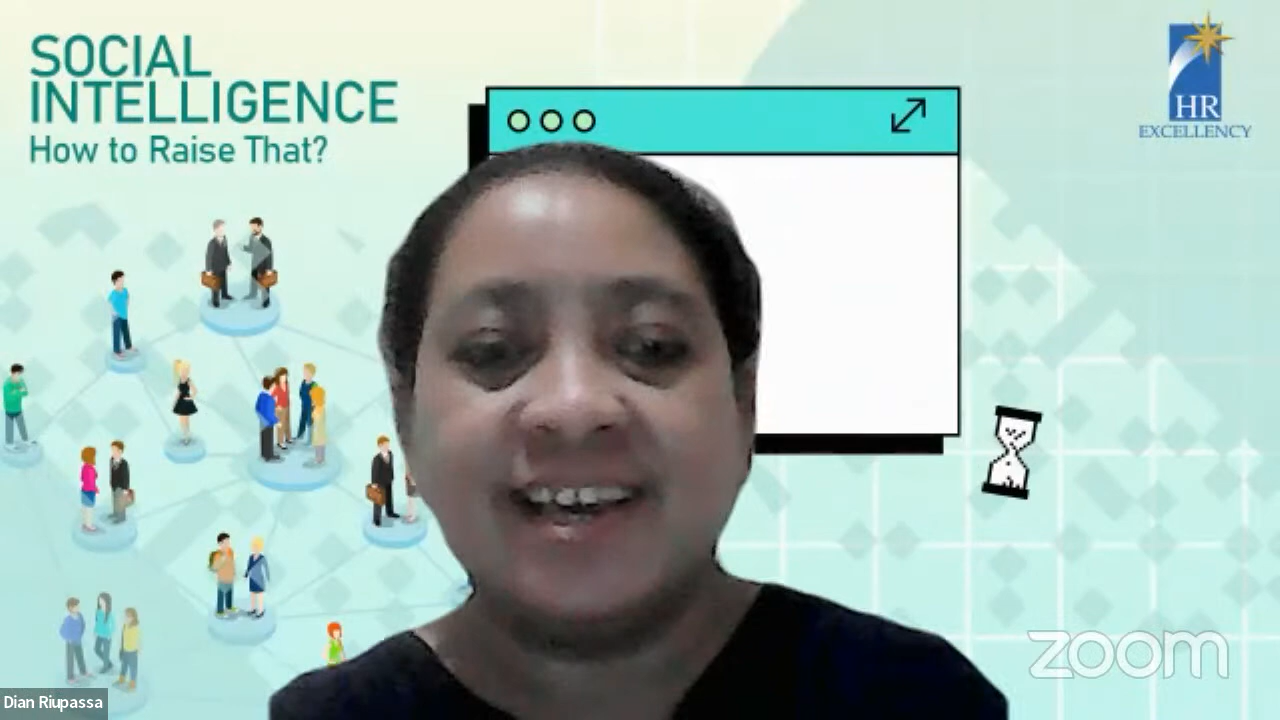 SOCIAL
INTELLIGENCE
How to Raise That?
HR
EXCELLENCY
zoom
Dian Riupassa